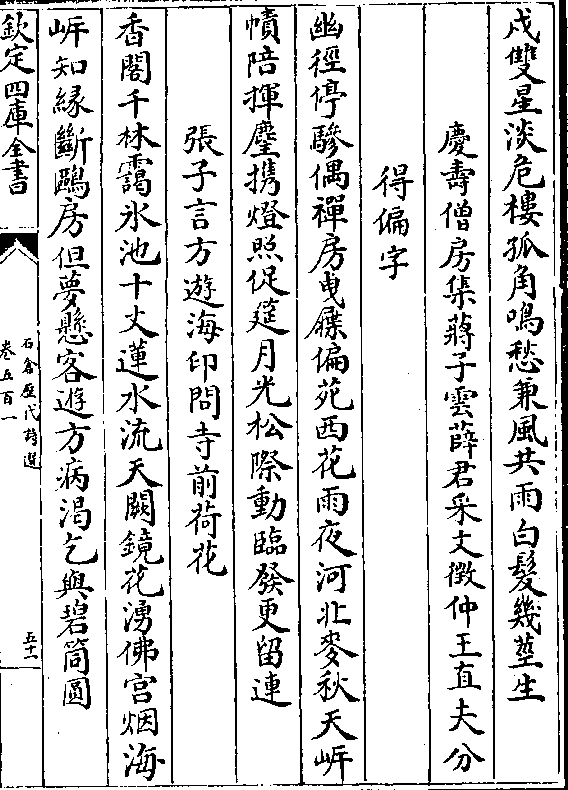 戍雙星淡危樓孤角鳴愁兼風共雨白髮幾莖生
慶壽僧房集蔣子雲薛君采文徵仲王直夫分
得偏字
幽徑停驂偶禪房曵屧偏苑西花雨夜河北麥秋天岸
幘陪揮麈携燈照促筵月光松際動臨發更留連
張子言方遊海印問寺前荷花
香閣千林靄氷池十丈蓮水流天闕鏡花湧佛宫烟海
岍知緣斷鷗房但夢懸客遊方病渇乞與碧筒圓
欽定四庫全書
石倉歴代詩選
卷五百一
五十一